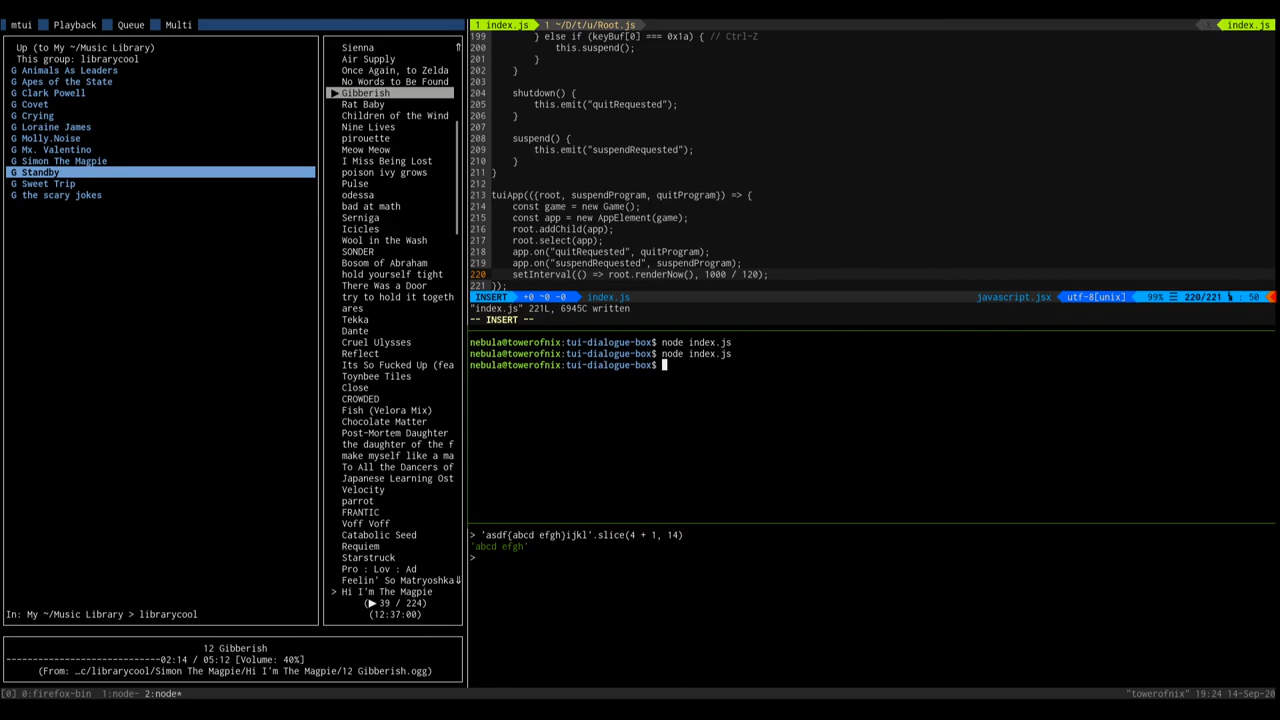 mtui Playback Queue Multi
Up (to My ~/Music Library)
This group: librarycool
G Animals As Leaders
G Apes of the State
G Clark Powell
G Covet
G Crying
G Loraine James
G Molly.Noise
G Mx. Valentino
G Simon The Magpie
G Standby
G Sweet Trip
G the scary jokes
In: My ~/Music Library > librarycool
Sienna
Air Supply
Once Again, to Zelda
No Words to Be Found
▶ Gibberish
Rat Baby
Children of the Wind
Nine Lives
pirouette
Meow Meow
I Miss Being Lost
poison ivy grows
Pulse
odessa
bad at math
Serniga
Icicles
Wool in the Wash
SONDER
Bosom of Abraham
hold yourself tight
There Was a Door
try to hold it togeth
ares
Tekka
Dante
Cruel Ulysses
Reflect
Its So Fucked Up (fea
Toynbee Tiles
Close
CROWDED
Fish (Velora Mix)
Chocolate Matter
Post-Mortem Daughter
the daughter of the f
make myself like a ma
To All the Dancers of
Japanese Learning Ost
Velocity
parrot
FRANTIC
Voff Voff
Catabolic Seed
Requiem
Starstruck
Pro : Lov : Ad
Feelin' So Matryoshka
> Hi I'm The Magpie
(▶ 39 / 224)
(12:37:00)
12 Gibberish
-----------------------------02:14 / 05:12 [Volume: 40%]
(From: …c/librarycool/Simon The Magpie/Hi I'm The Magpie/12 Gibberish.ogg)
1 index.js 1 ~/D/t/u/Root.js × index.js
199 } else if (keyBuf[0] === 0x1a) { // Ctrl-Z
200 this.suspend();
201 }
202 }
203
204 shutdown() {
205 this.emit("quitRequested");
206 }
207
208 suspend() {
209 this.emit("suspendRequested");
210 }
211 }
212
213 tuiApp(({root, suspendProgram, quitProgram}) => {
214 const game = new Game();
215 const app = new AppElement(game);
216 root.addChild(app);
217 root.select(app);
218 app.on("quitRequested", quitProgram);
219 app.on("suspendRequested", suspendProgram);
220 setInterval(() => root.renderNow(), 1000 / 120);
221 });
INSERT +0 ~0 -0 index.js javascript.jsx utf-8[unix] 99% ☰ 220/221 : 50
"index.js" 221L, 6945C written
-- INSERT --
nebula@towerofnix:tui-dialogue-box$ node index.js
nebula@towerofnix:tui-dialogue-box$ node index.js
nebula@towerofnix:tui-dialogue-box$
> 'asdf{abcd efgh}ijkl'.slice(4 + 1, 14)
'abcd efgh'
>
[0] 0:firefox-bin 1:node- 2:node* "towerofnix" 19:24 14-Sep-20